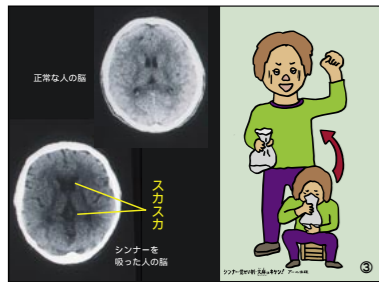 正常な人の脳
スカスカ
シンナーを
吸った人の脳
③